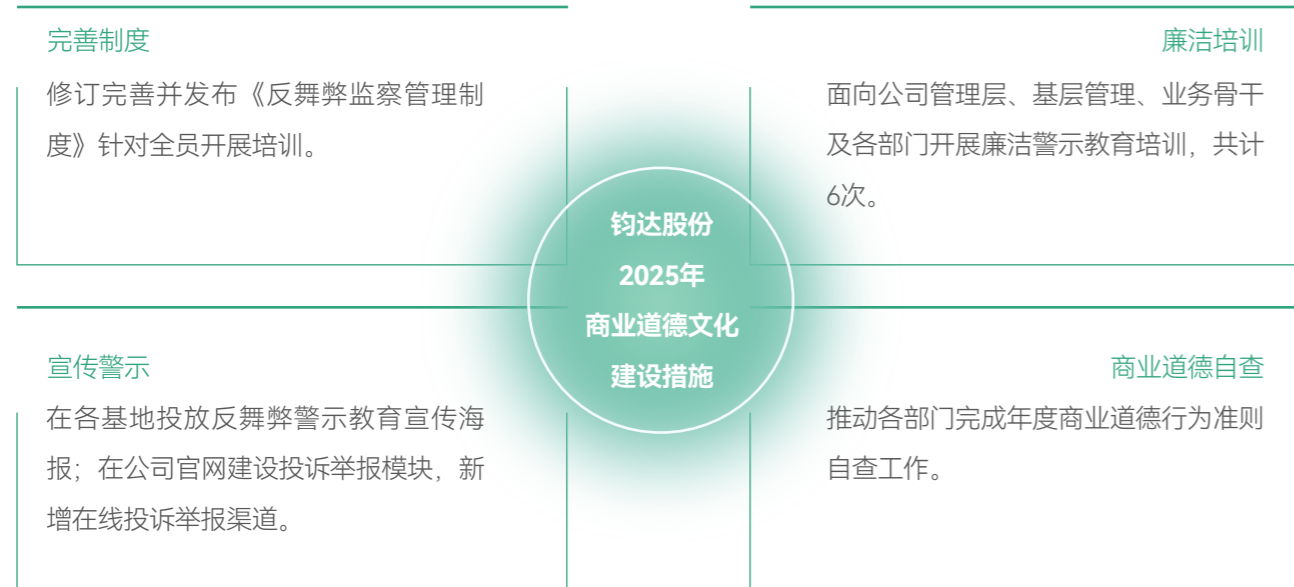 完善制度
修订完善并发布《反舞弊监察管理制
度》针对全员开展培训。
廉洁培训
面向公司管理层、基层管理、业务骨干
及各部门开展廉洁警示教育培训，共计
6次。
钧达股份
2025年
商业道德文化
建设措施
宣传警示
在各基地投放反舞弊警示教育宣传海
报；在公司官网建设投诉举报模块，新
增在线投诉举报渠道。
商业道德自查
推动各部门完成年度商业道德行为准则
自查工作。